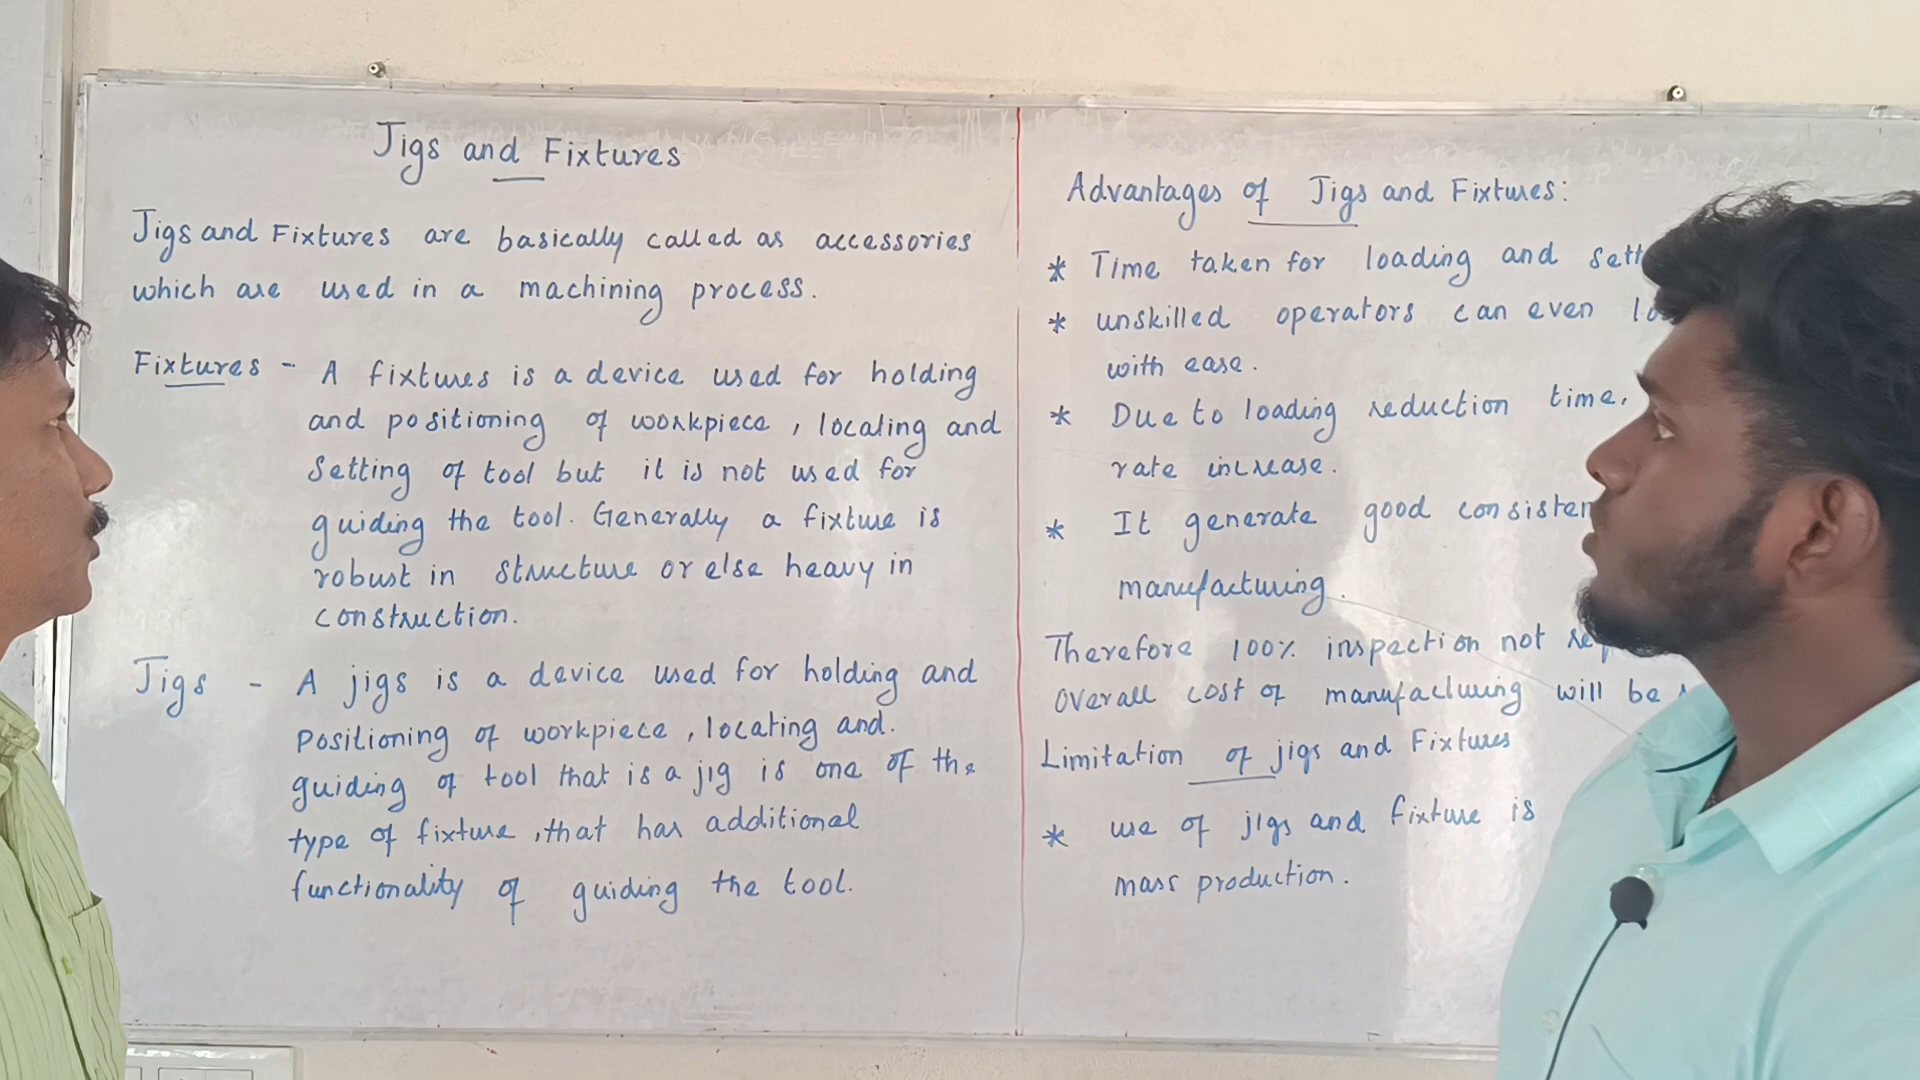 Jigs and Fixtures
Jigs and Fixtures are basically called as accessories
which are used in a machining process.
Fixtures - A fixtures is a device used for holding
and positioning of workpiece, locating and
Setting of tool but it is not used for
guiding the tool. Generally a fixture is
robust in structure or else heavy in
construction.
Jigs - A jigs is a device used for holding and
Positioning of workpiece, locating and.
guiding of tool that is a jig is one of the
type of fixture, that has additional
functionality of guiding the tool.
Advantages of Jigs and Fixtures:
* Time taken for loading and
* unskilled operators can even
with ease.
* Due to loading reduction time,
rate increase.
* It generate good
manufacturing.
Therefore 100% inspection not
Overall cost of manufacturing will be
Limitation of jigs and Fixtures
* use of jigs and fixture is
mass production.